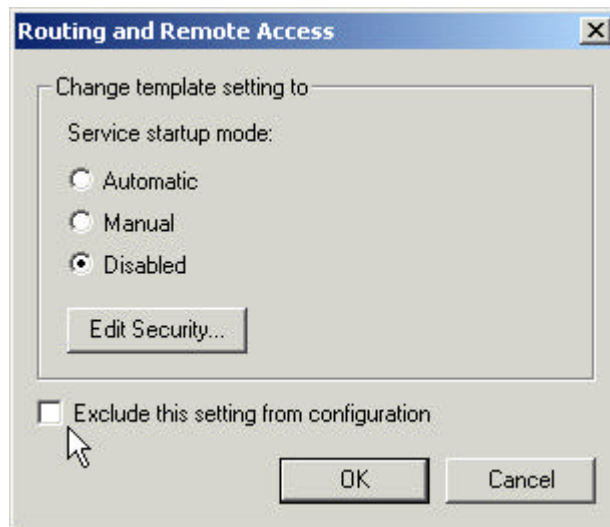 Routing and Remote Access
Change template setting to
Service startup mode:
Automatic
Manual
Disabled
Edit Security...
Exclude this setting from configuration
OK Cancel